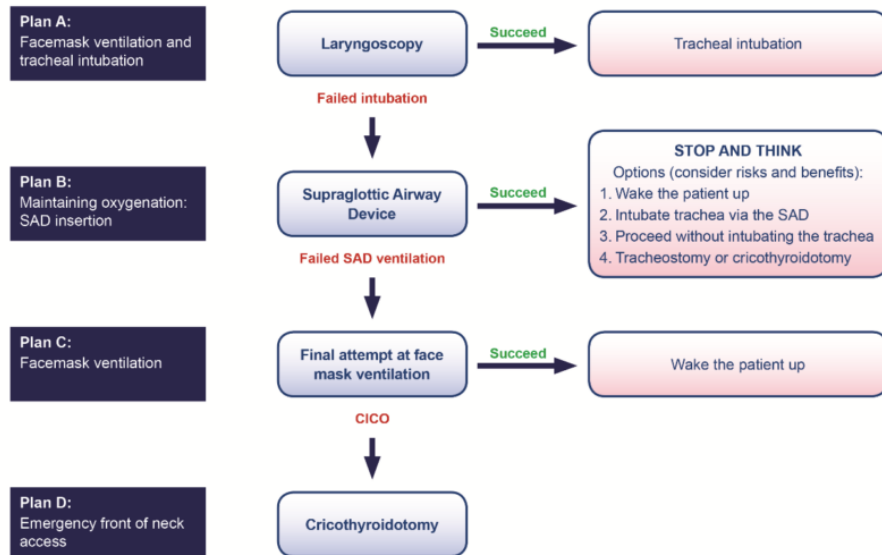 Plan A:
Facemask ventilation and
tracheal intubation
Laryngoscopy
Succeed
Tracheal intubation
Failed intubation
Plan B:
Maintaining oxygenation:
SAD insertion
Supraglottic Airway
Device
Succeed
STOP AND THINK
Options (consider risks and benefits):
1. Wake the patient up
2. Intubate trachea via the SAD
3. Proceed without intubating the trachea
4. Tracheostomy or cricothyroidotomy
Failed SAD ventilation
Plan C:
Facemask ventilation
Final attempt at face
mask ventilation
Succeed
Wake the patient up
CICO
Plan D:
Emergency front of neck
access
Cricothyroidotomy